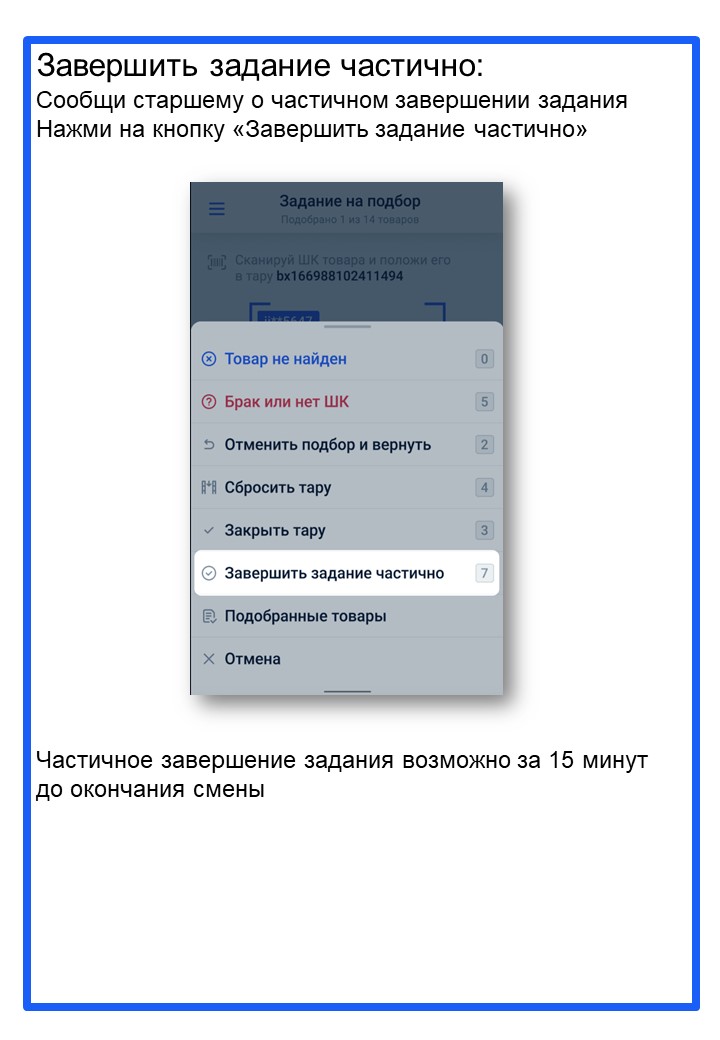 Завершить задание частично:
Сообщи старшему о частичном завершении задания
Нажми на кнопку «Завершить задание частично»
Задание на подбор
Подобрано 1 из 14 товаров
Сканируй ШК товара и положи его
в тару bx166988102411494
ii**5647
Товар не найден 0
Брак или нет ШК 5
Отменить подбор и вернуть 2
Сбросить тару 4
Закрыть тару 3
Завершить задание частично 7
Подобранные товары
Отмена
Частичное завершение задания возможно за 15 минут
до окончания смены